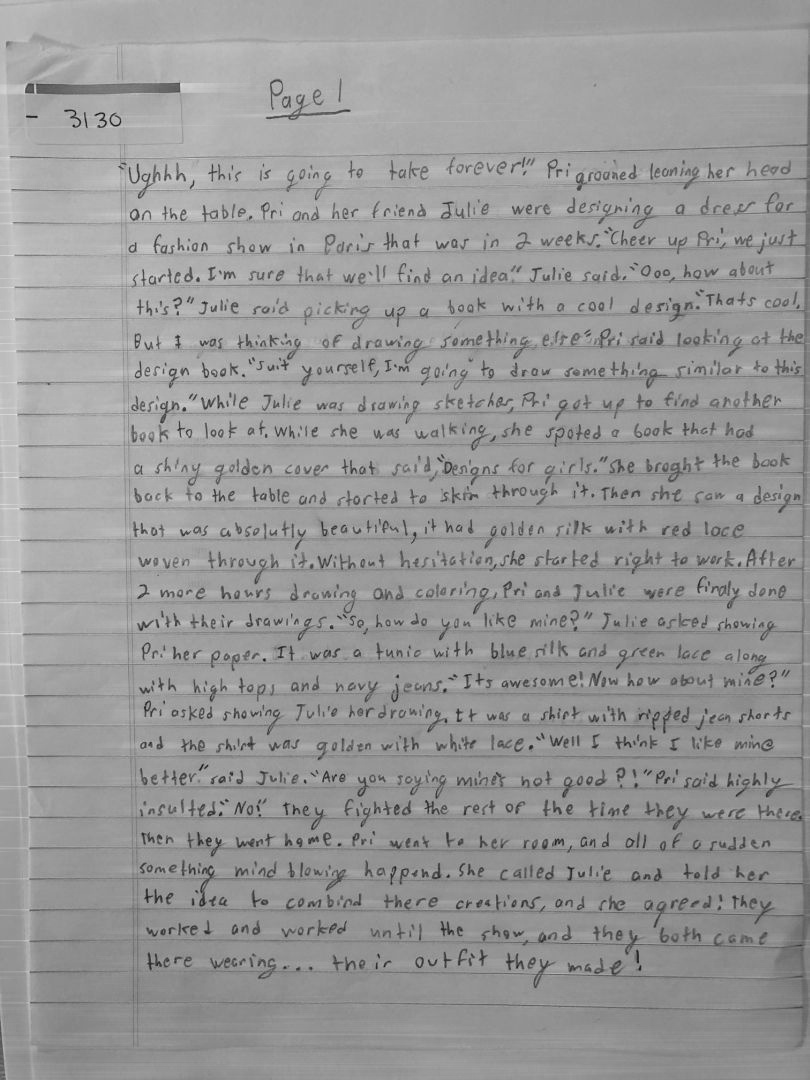 - 3130
Page 1
"Ughhh, this is going to take forever!" Pri groaned leaning her head
on the table. Pri and her friend Julie were designing a dress for
a fashion show in Paris that was in 2 weeks. "Cheer up Pri, we just
started. I'm sure that we'll find an idea." Julie said. "Ooo, how about
this?" Julie said picking up a book with a cool design. "Thats cool,
But I was thinking of drawing something else" Pri said looking at the
design book. "Suit yourself, I'm going" to draw something similar to this
design." While Julie was drawing sketches, Pri got up to find another
book to look at. While she was walking, she spoted a book that had
a shiny golden cover that said, "Designs for girls." She broght the book
back to the table and started to skim through it. Then she saw a design
that was absolutly beautiful, it had golden silk with red lace
woven through it. Without hesitation, she started right to work. After
2 more hours drawing and coloring, Pri and Julie were finaly done
with their drawings. "So, how do you like mine?" Julie asked showing
Pri her paper. It was a tunic with blue silk and green lace along
with high tops and navy jeans. "Its awesome! Now how about mine?"
Pri asked showing Julie her drawing. It was a shirt with ripped jean shorts
and the shirt was golden with white lace. "Well I think I like mine
better." said Julie. "Are you saying mine's not good?!" Pri said highly
insulted. "No!" They fighted the rest of the time they were there.
Then they went home. Pri went to her room, and all of a sudden
something mind blowing happend. She called Julie and told her
the idea to combind there creations, and she agreed! They
worked and worked until the show, and they both came
there wearing... their outfit they made!